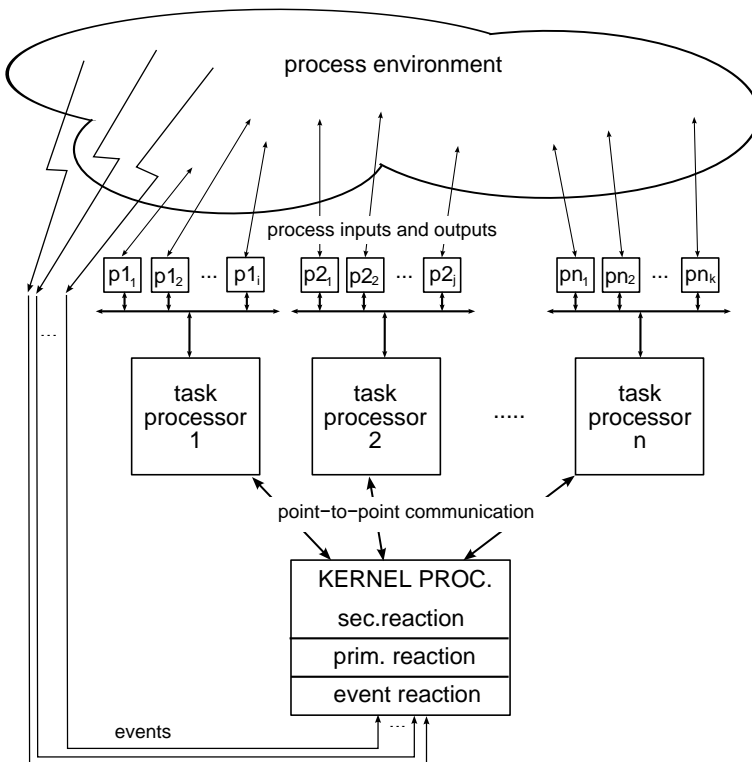 process environment
process inputs and outputs
p1₁ p1₂ ... p1ᵢ p2₁ p2₂ ... p2ⱼ pn₁ pn₂ ... pnₖ
...
task processor 1
task processor 2
.....
task processor n
point−to−point communication
KERNEL PROC.
sec.reaction
prim. reaction
event reaction
...
events